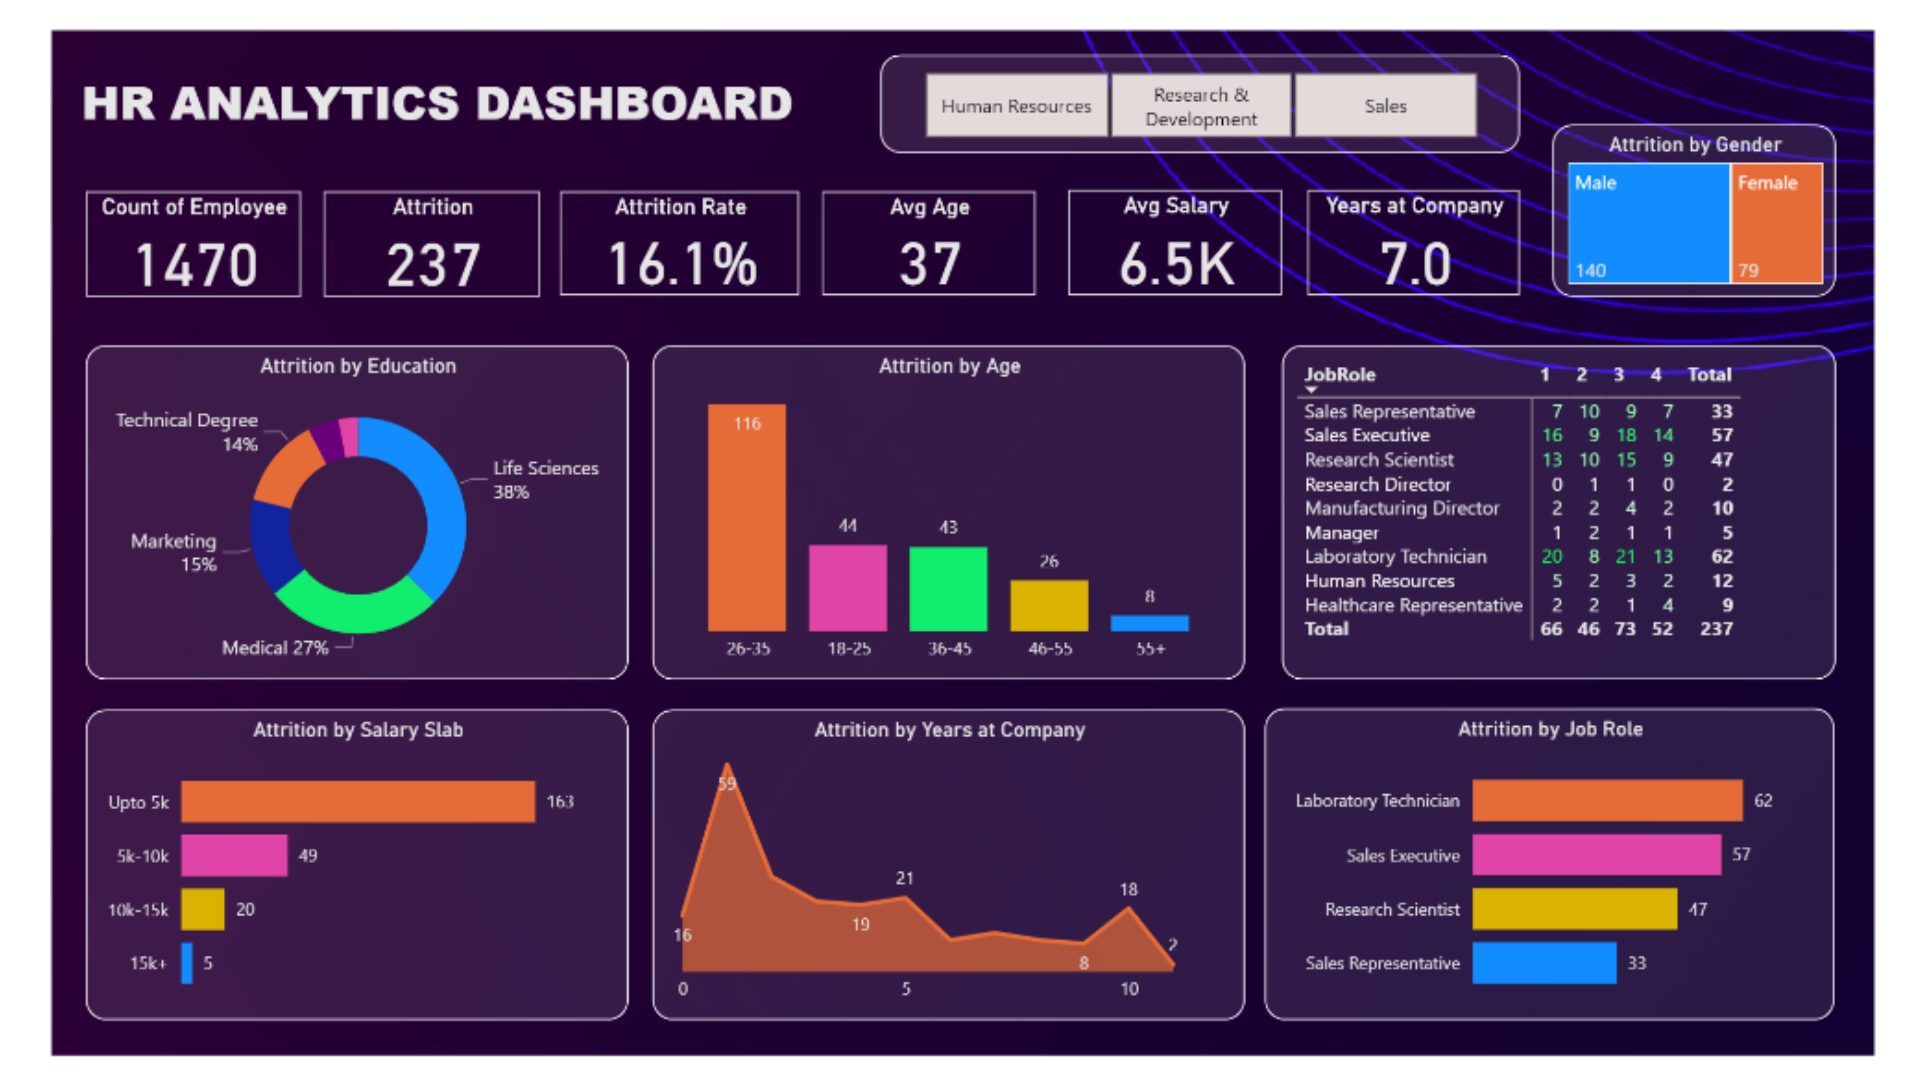 HR ANALYTICS DASHBOARD
Human Resources
Research &
Development
Sales
Attrition by Gender
Male
Female
140
79
Count of Employee
1470
Attrition
237
Attrition Rate
16.1%
Avg Age
37
Avg Salary
6.5K
Years at Company
7.0
Attrition by Education
Technical Degree
14%
Life Sciences
38%
Marketing
15%
Medical 27%
Attrition by Age
116
44
43
26
8
26-35 18-25 36-45 46-55 55+
JobRole 1 2 3 4 Total
Sales Representative 7 10 9 7 33
Sales Executive 16 9 18 14 57
Research Scientist 13 10 15 9 47
Research Director 0 1 1 0 2
Manufacturing Director 2 2 4 2 10
Manager 1 2 1 1 5
Laboratory Technician 20 8 21 13 62
Human Resources 5 2 3 2 12
Healthcare Representative 2 2 1 4 9
Total 66 46 73 52 237
Attrition by Salary Slab
Upto 5k 163
5k-10k 49
10k-15k 20
15k+ 5
Attrition by Years at Company
59
21
18
19
16
2
8
0 5 10
Attrition by Job Role
Laboratory Technician 62
Sales Executive 57
Research Scientist 47
Sales Representative 33